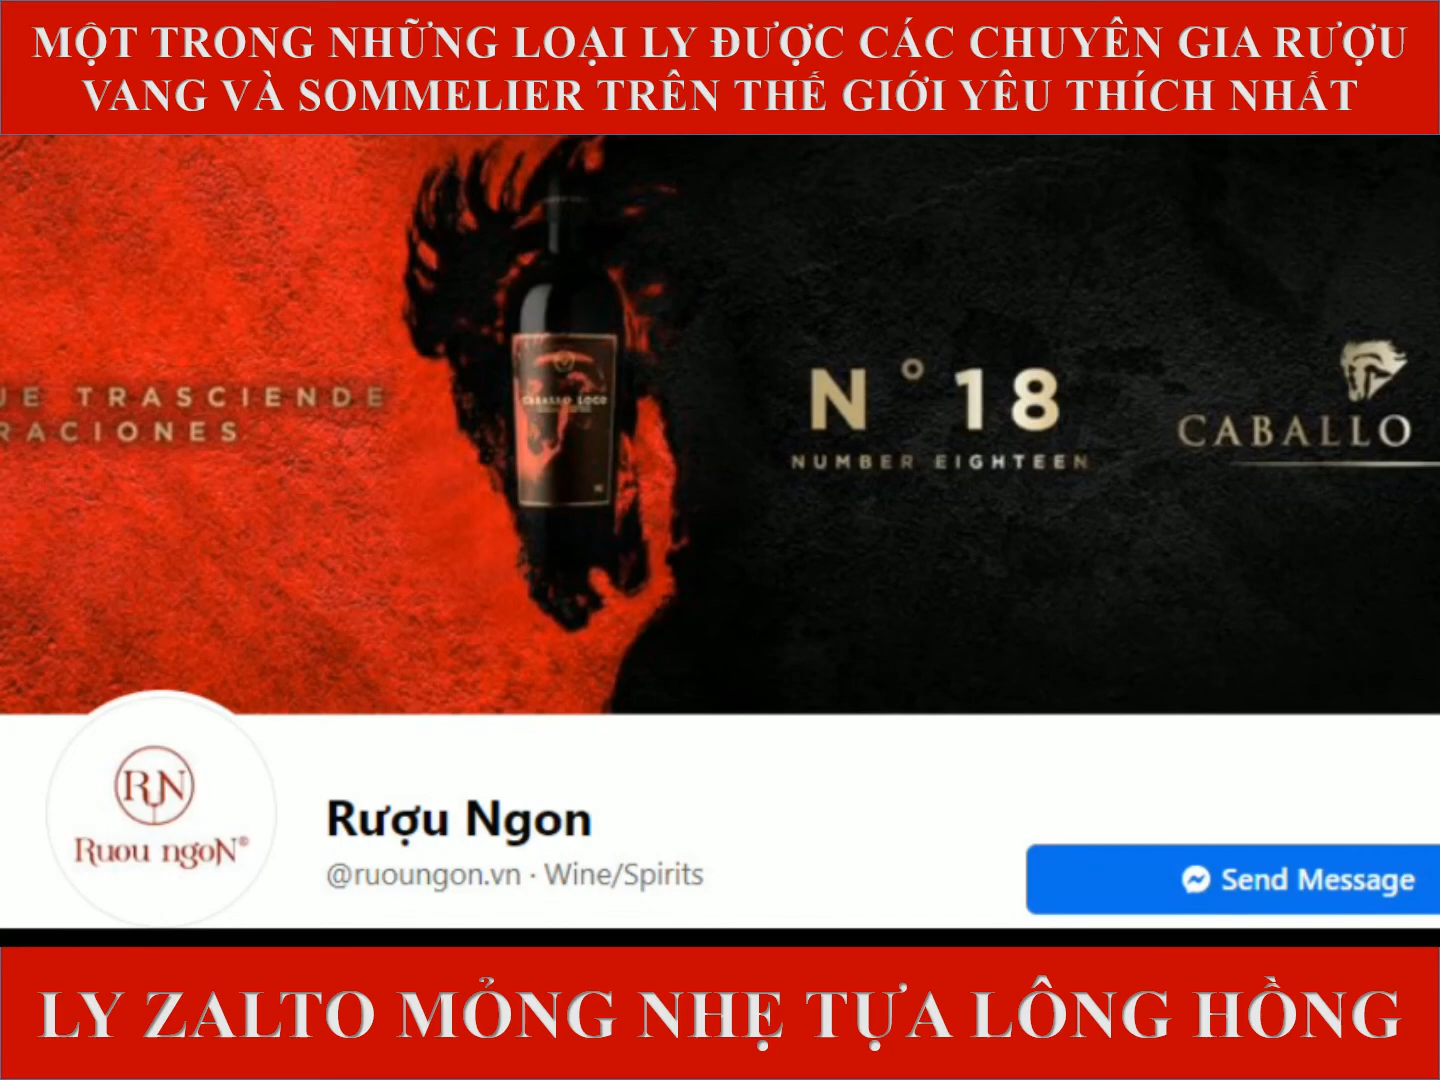 MỘT TRONG NHỮNG LOẠI LY ĐƯỢC CÁC CHUYÊN GIA RƯỢU
VANG VÀ SOMMELIER TRÊN THẾ GIỚI YÊU THÍCH NHẤT
UE TRASCIENDE
RACIONES
CABALLO LOCO
N° 18
NUMBER EIGHTEEN
CABALLO
RN
Ruou ngoN®
Rượu Ngon
@ruoungon.vn · Wine/Spirits
Send Message
LY ZALTO MỎNG NHẸ TỰA LÔNG HỒNG